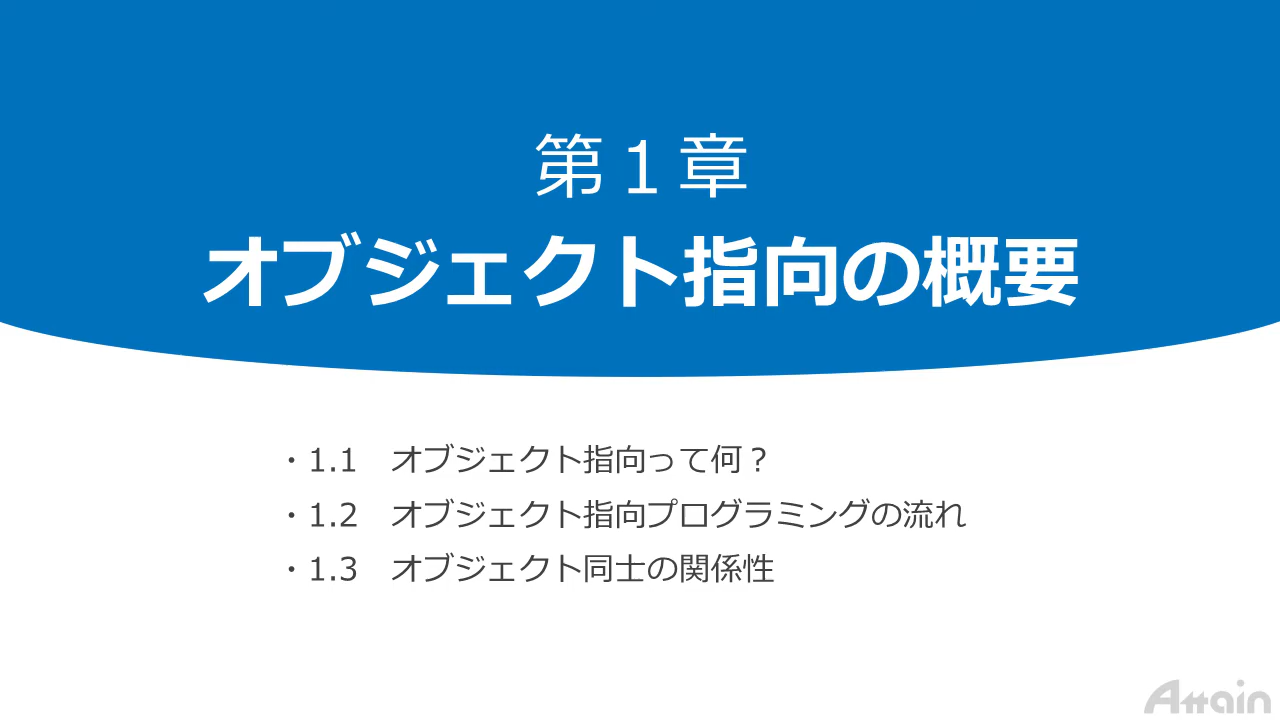 第１章
オブジェクト指向の概要
・1.1　オブジェクト指向って何？
・1.2　オブジェクト指向プログラミングの流れ
・1.3　オブジェクト同士の関係性
Attain